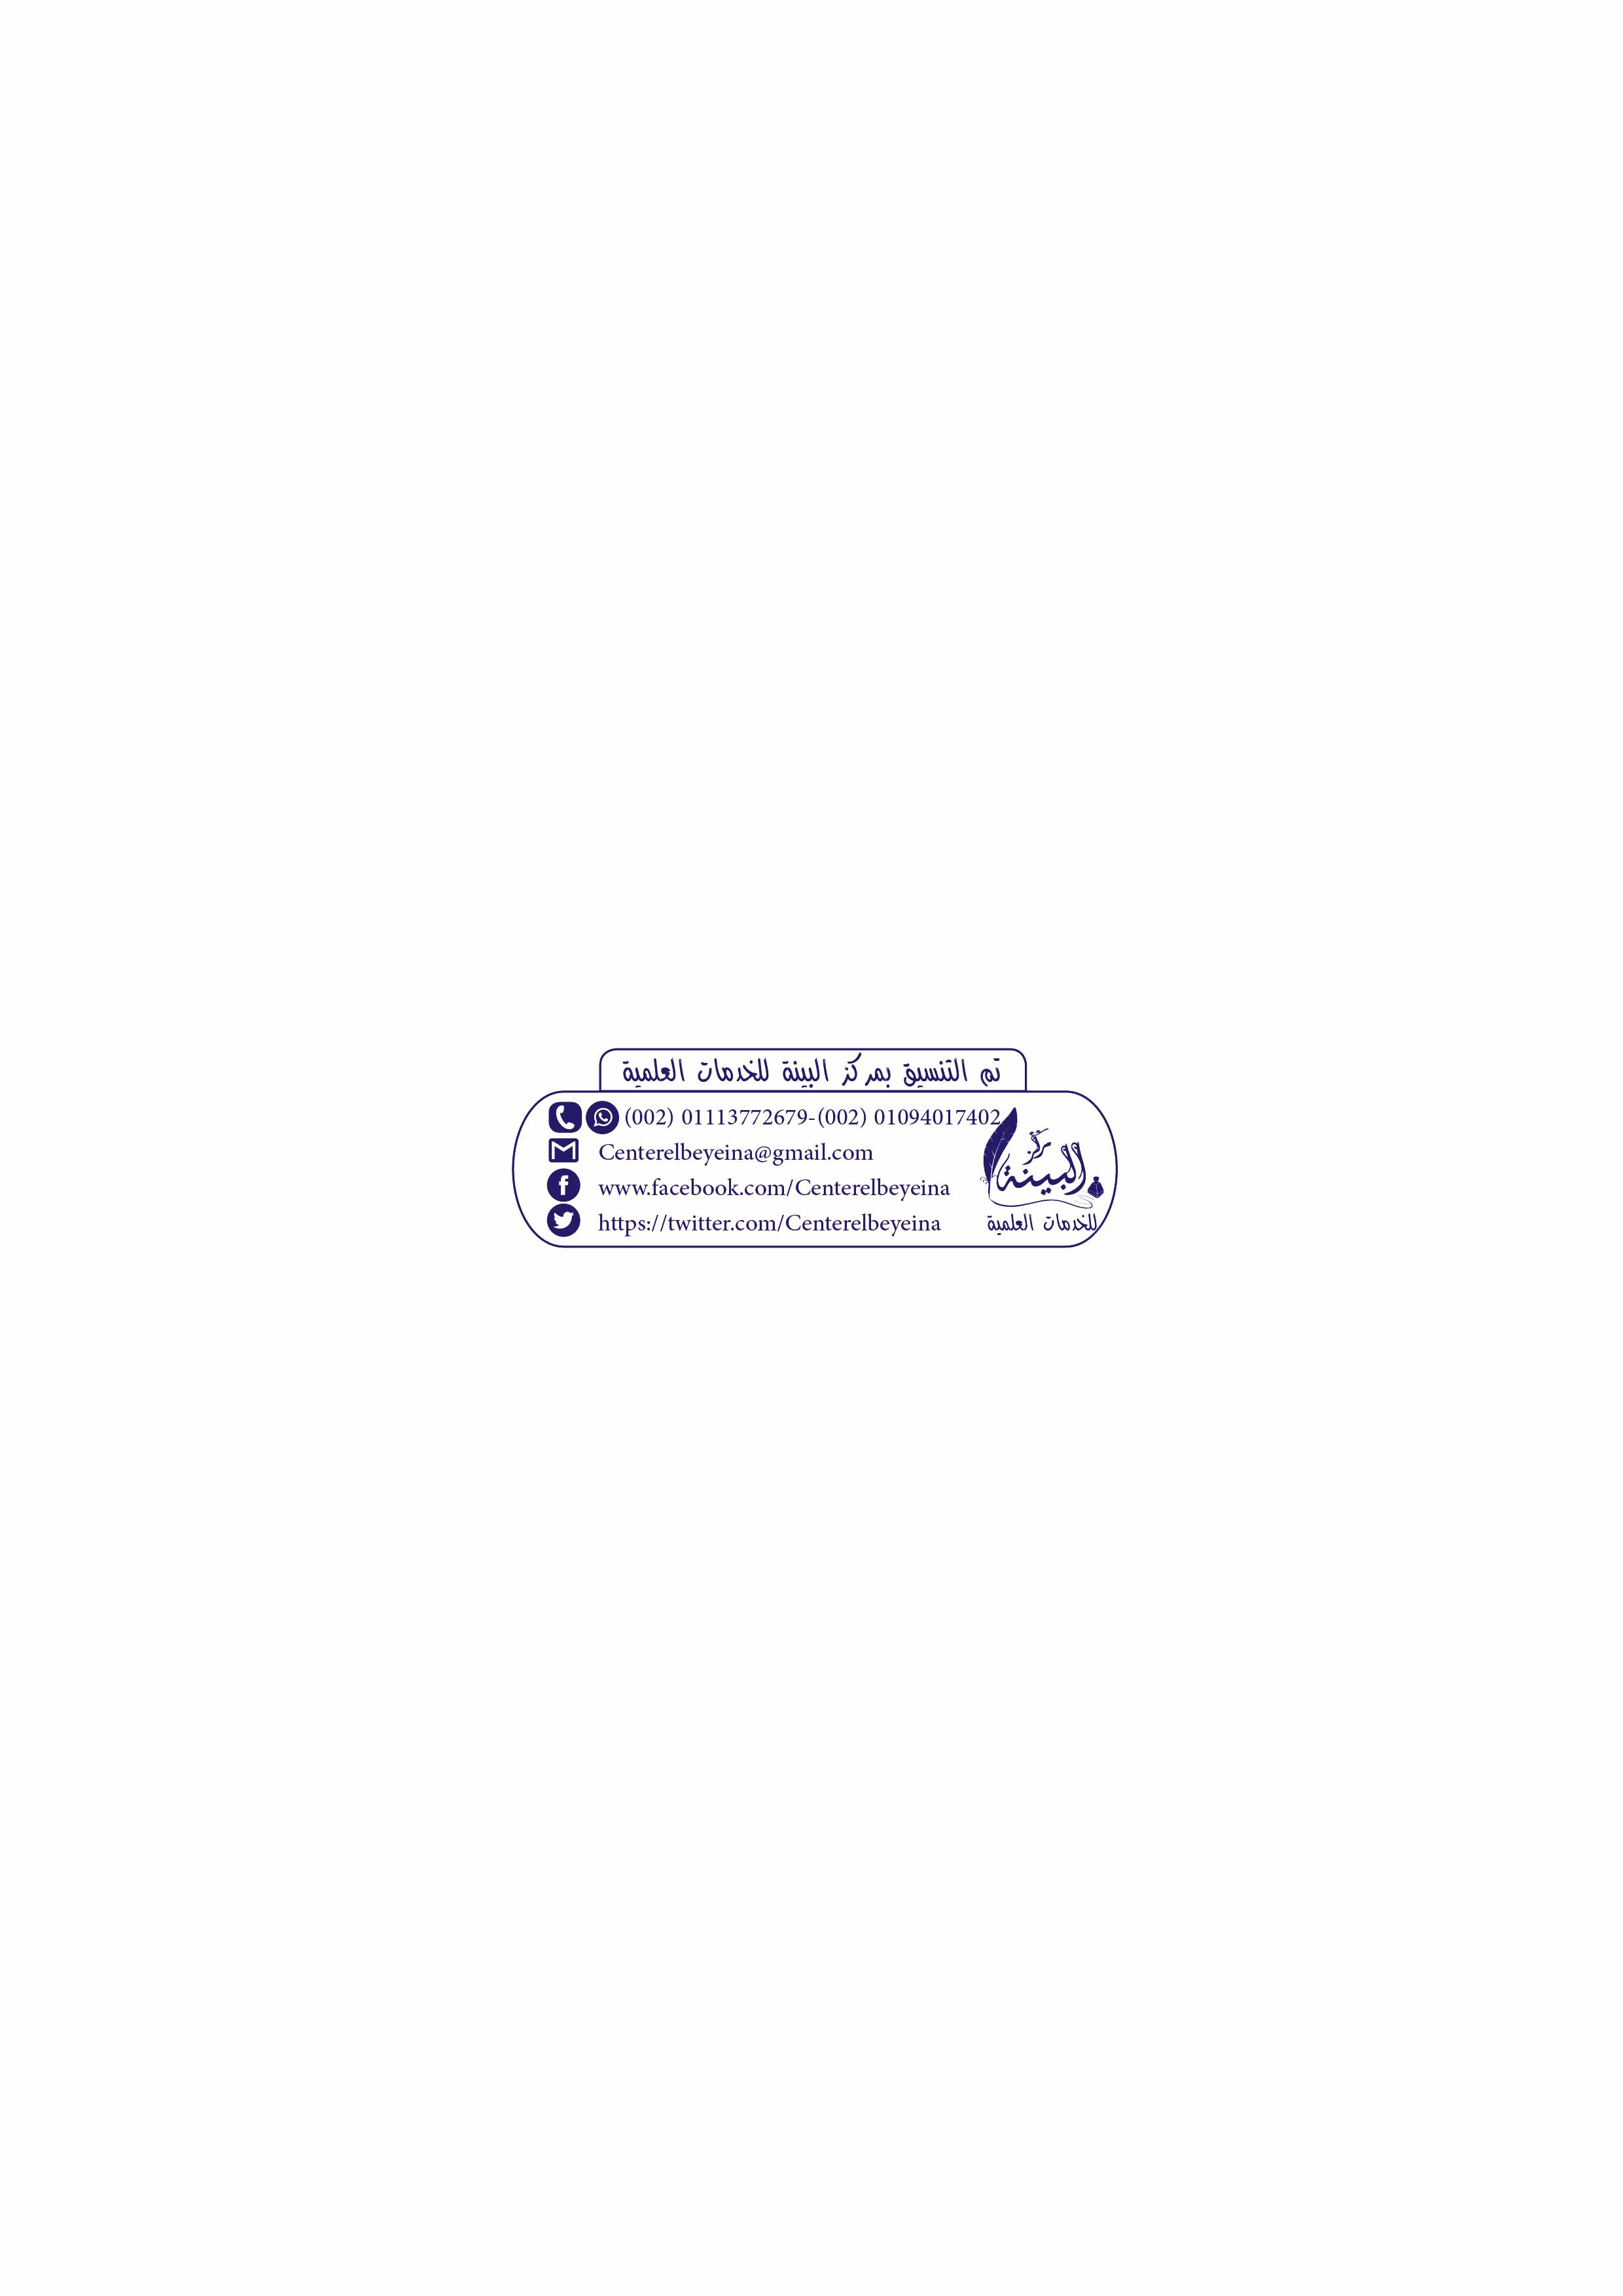 تم التنسيق بمركز البينة للخدمات العلمية
(002) 01113772679-(002) 01094017402
Centerelbeyeina@gmail.com
www.facebook.com/Centerelbeyeina
https://twitter.com/Centerelbeyeina
مركز
البينة
للخدمات العلمية